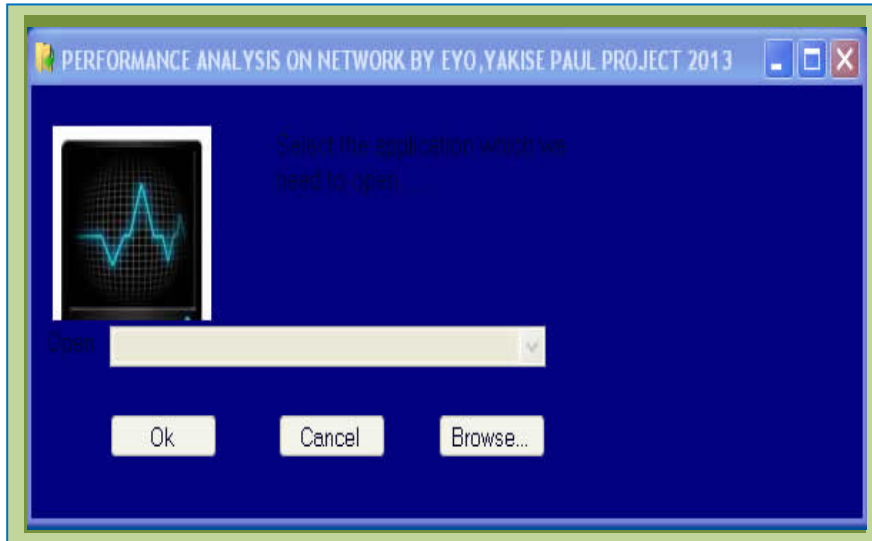 PERFORMANCE ANALYSIS ON NETWORK BY EYO,YAKISE PAUL PROJECT 2013
Select the application which we
need to open...
Open
Ok
Cancel
Browse...